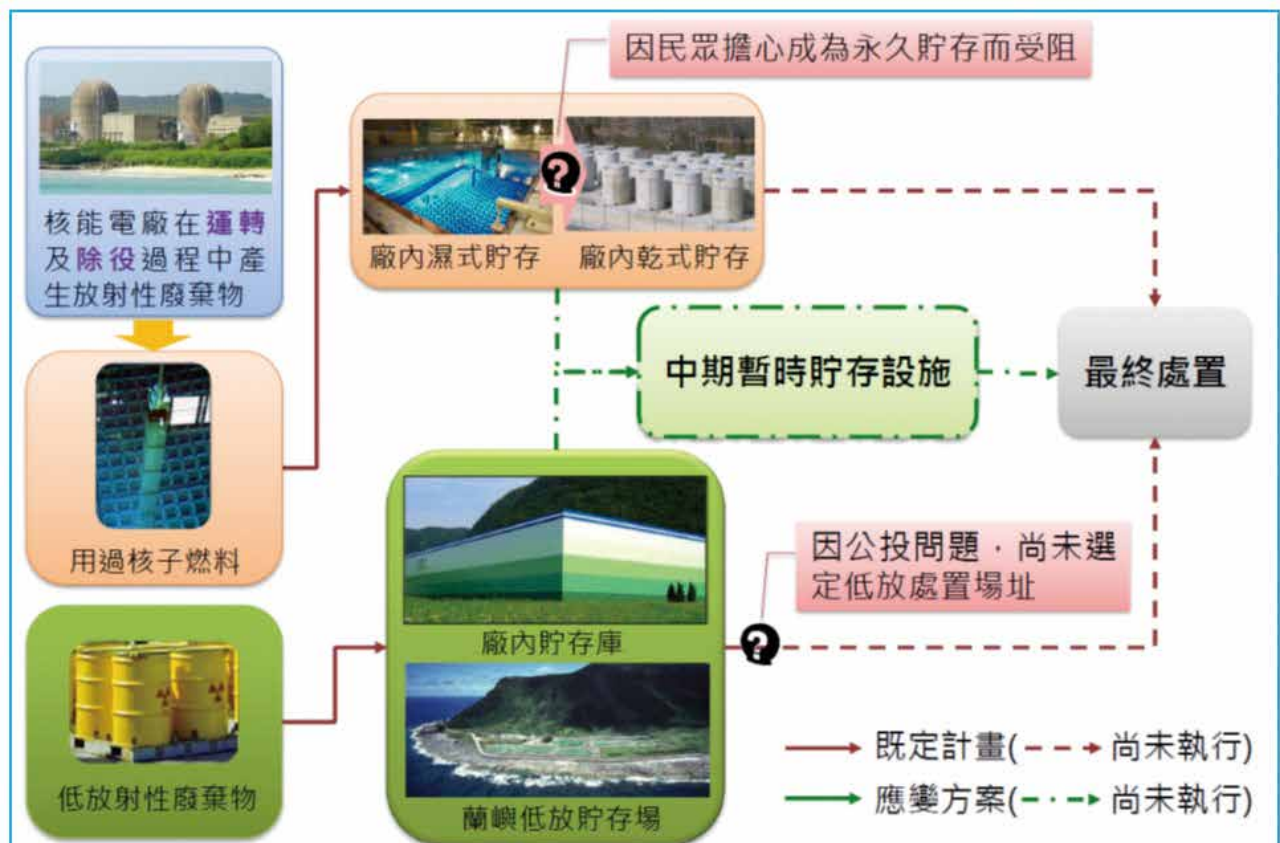 核能電廠在運轉
及除役過程中產
生放射性廢棄物
用過核子燃料
低放射性廢棄物
因民眾擔心成為永久貯存而受阻
?
廠內濕式貯存
廠內乾式貯存
中期暫時貯存設施
最終處置
廠內貯存庫
蘭嶼低放貯存場
因公投問題，尚未選
定低放處置場址
?
既定計畫(
尚未執行)
應變方案(
尚未執行)